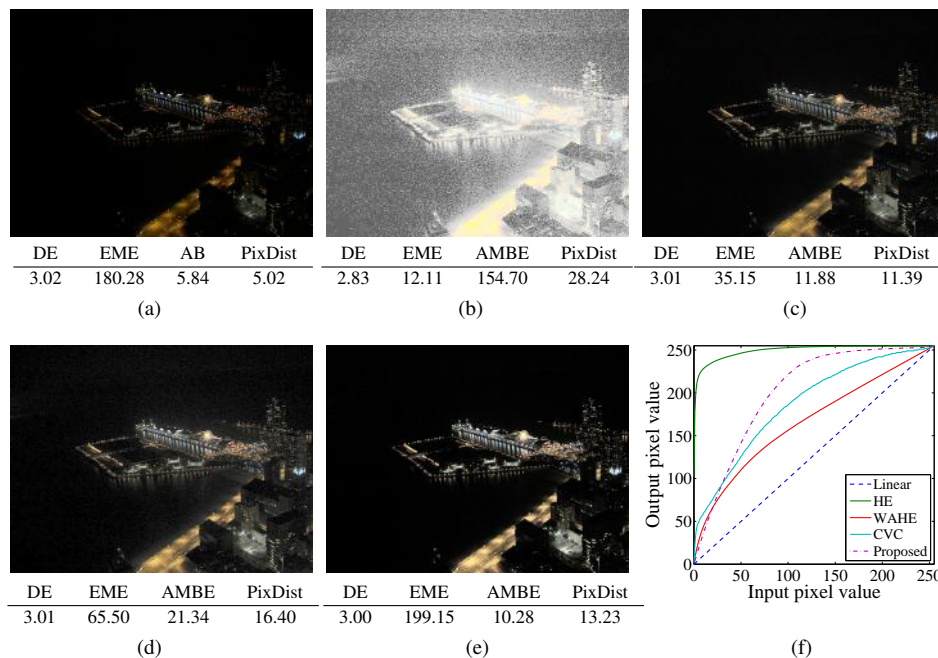 DE EME AB PixDist
3.02 180.28 5.84 5.02
(a)
DE EME AMBE PixDist
2.83 12.11 154.70 28.24
(b)
DE EME AMBE PixDist
3.01 35.15 11.88 11.39
(c)
DE EME AMBE PixDist
3.01 65.50 21.34 16.40
(d)
DE EME AMBE PixDist
3.00 199.15 10.28 13.23
(e)
Output pixel value
250
200
150
100
50
0
0 50 100 150 200 250
Input pixel value
Linear
HE
WAHE
CVC
Proposed
(f)